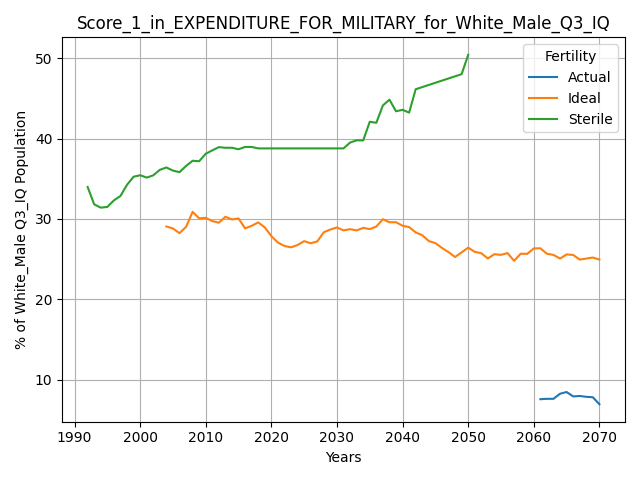 Score_1_in_EXPENDITURE_FOR_MILITARY_for_White_Male_Q3_IQ
% of White_Male Q3_IQ Population
50
40
30
20
10
Fertility
Actual
Ideal
Sterile
1990 2000 2010 2020 2030 2040 2050 2060 2070
Years